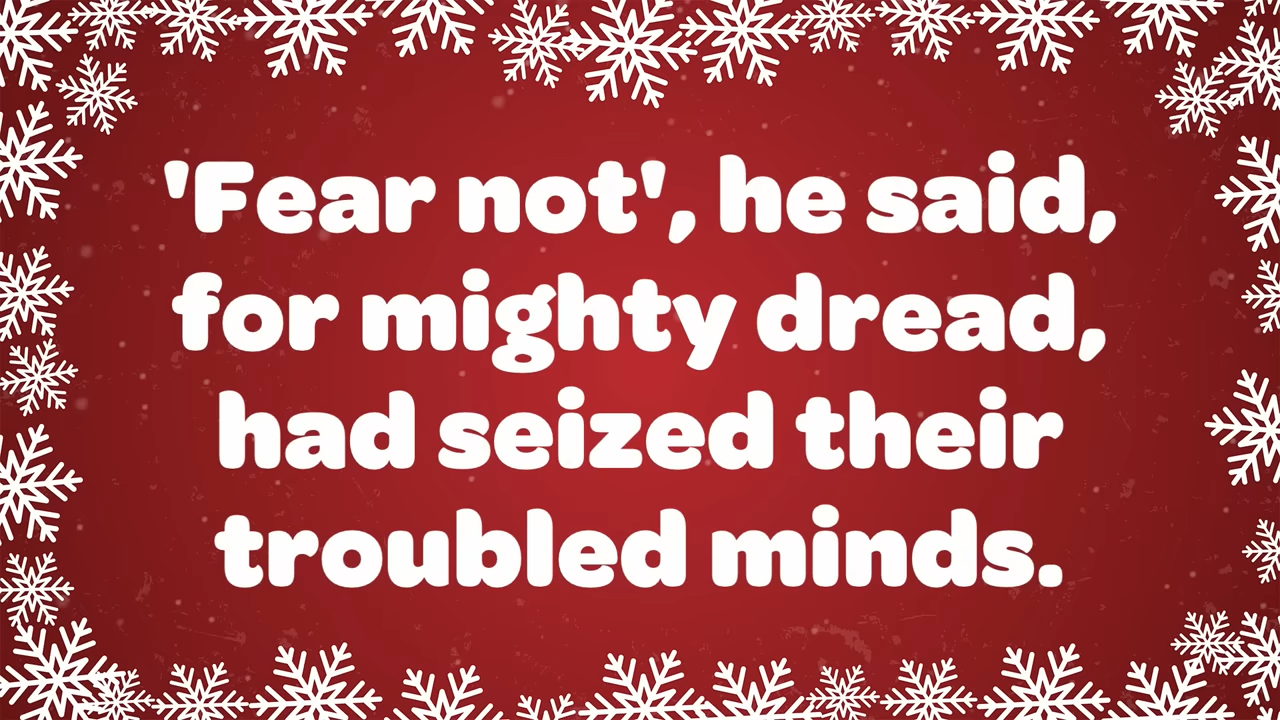 'Fear not', he said,
for mighty dread,
had seized their
troubled minds.